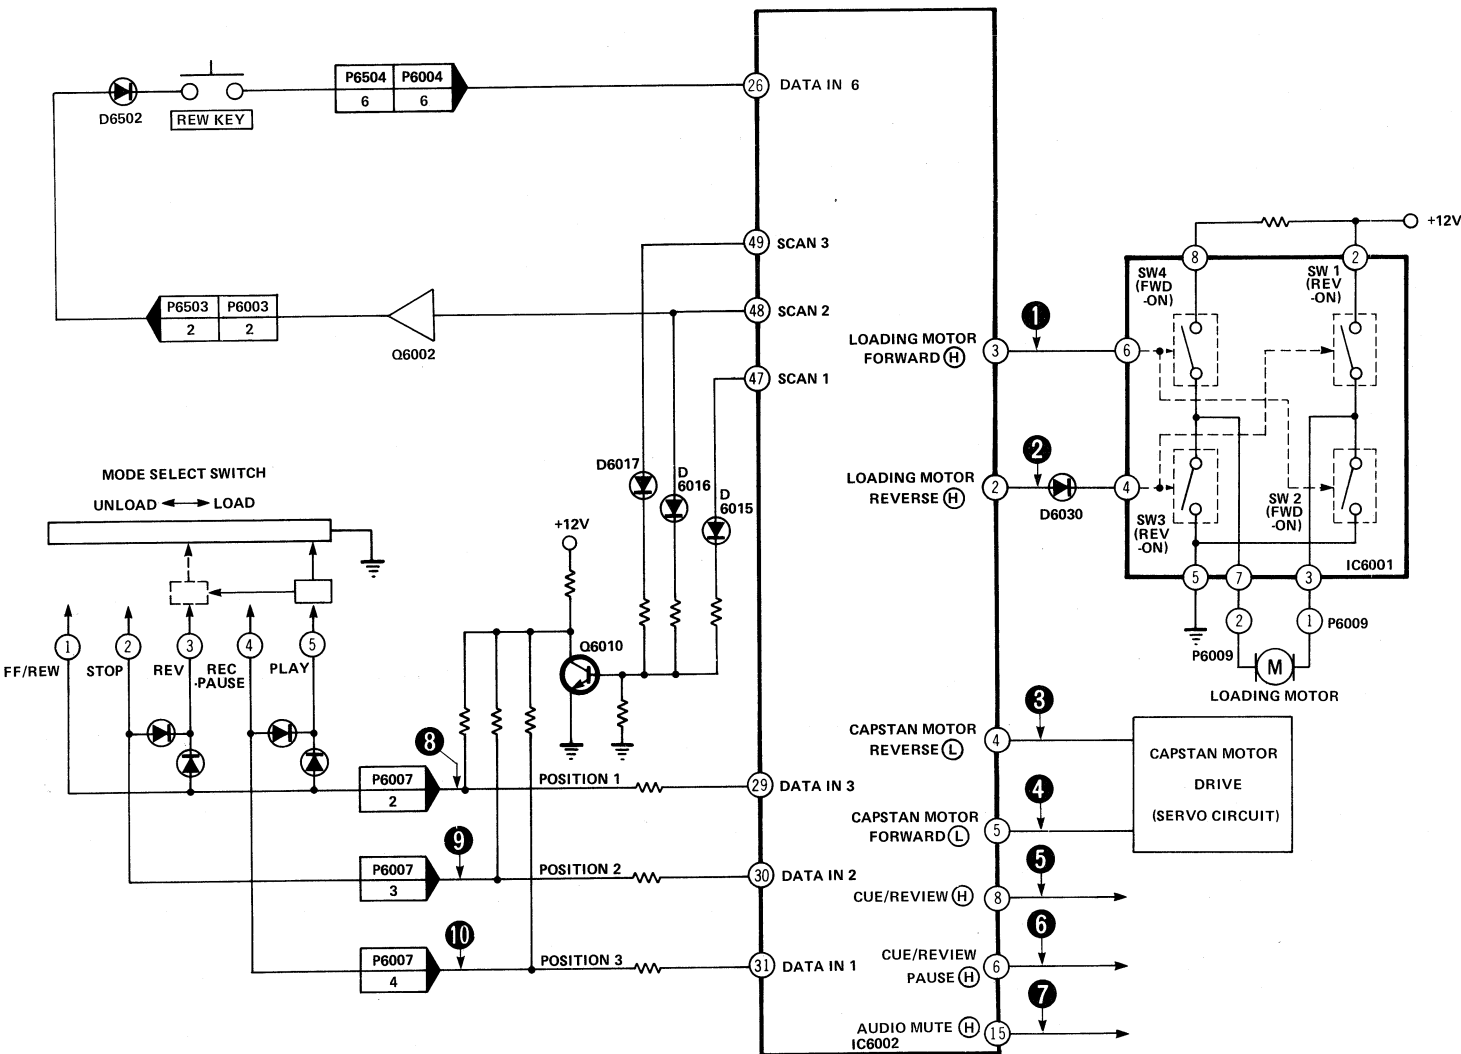 D6502
REW KEY
P6504 P6004
6 6
26 DATA IN 6
49 SCAN 3
P6503 P6003
2 2
Q6002
48 SCAN 2
47 SCAN 1
+12V
8
2
SW4
(FWD
-ON)
SW 1
(REV
-ON)
1
LOADING MOTOR
FORWARD H
3
6
2
LOADING MOTOR
REVERSE H
2
D6030
4
SW3
(REV
-ON)
SW 2
(FWD
-ON)
IC6001
5
7
3
2
1
P6009
P6009
M
LOADING MOTOR
D6017
D
6016
D
6015
MODE SELECT SWITCH
UNLOAD LOAD
+12V
Q6010
1
2
3
4
5
FF/REW
STOP
REV
REC
-PAUSE
PLAY
8
P6007
2
POSITION 1
29 DATA IN 3
9
P6007
3
POSITION 2
30 DATA IN 2
10
P6007
4
POSITION 3
31 DATA IN 1
3
CAPSTAN MOTOR
REVERSE L
4
4
CAPSTAN MOTOR
FORWARD L
5
CAPSTAN MOTOR
DRIVE
(SERVO CIRCUIT)
5
CUE/REVIEW H
8
6
CUE/REVIEW
PAUSE H
6
7
AUDIO MUTE H
15
IC6002